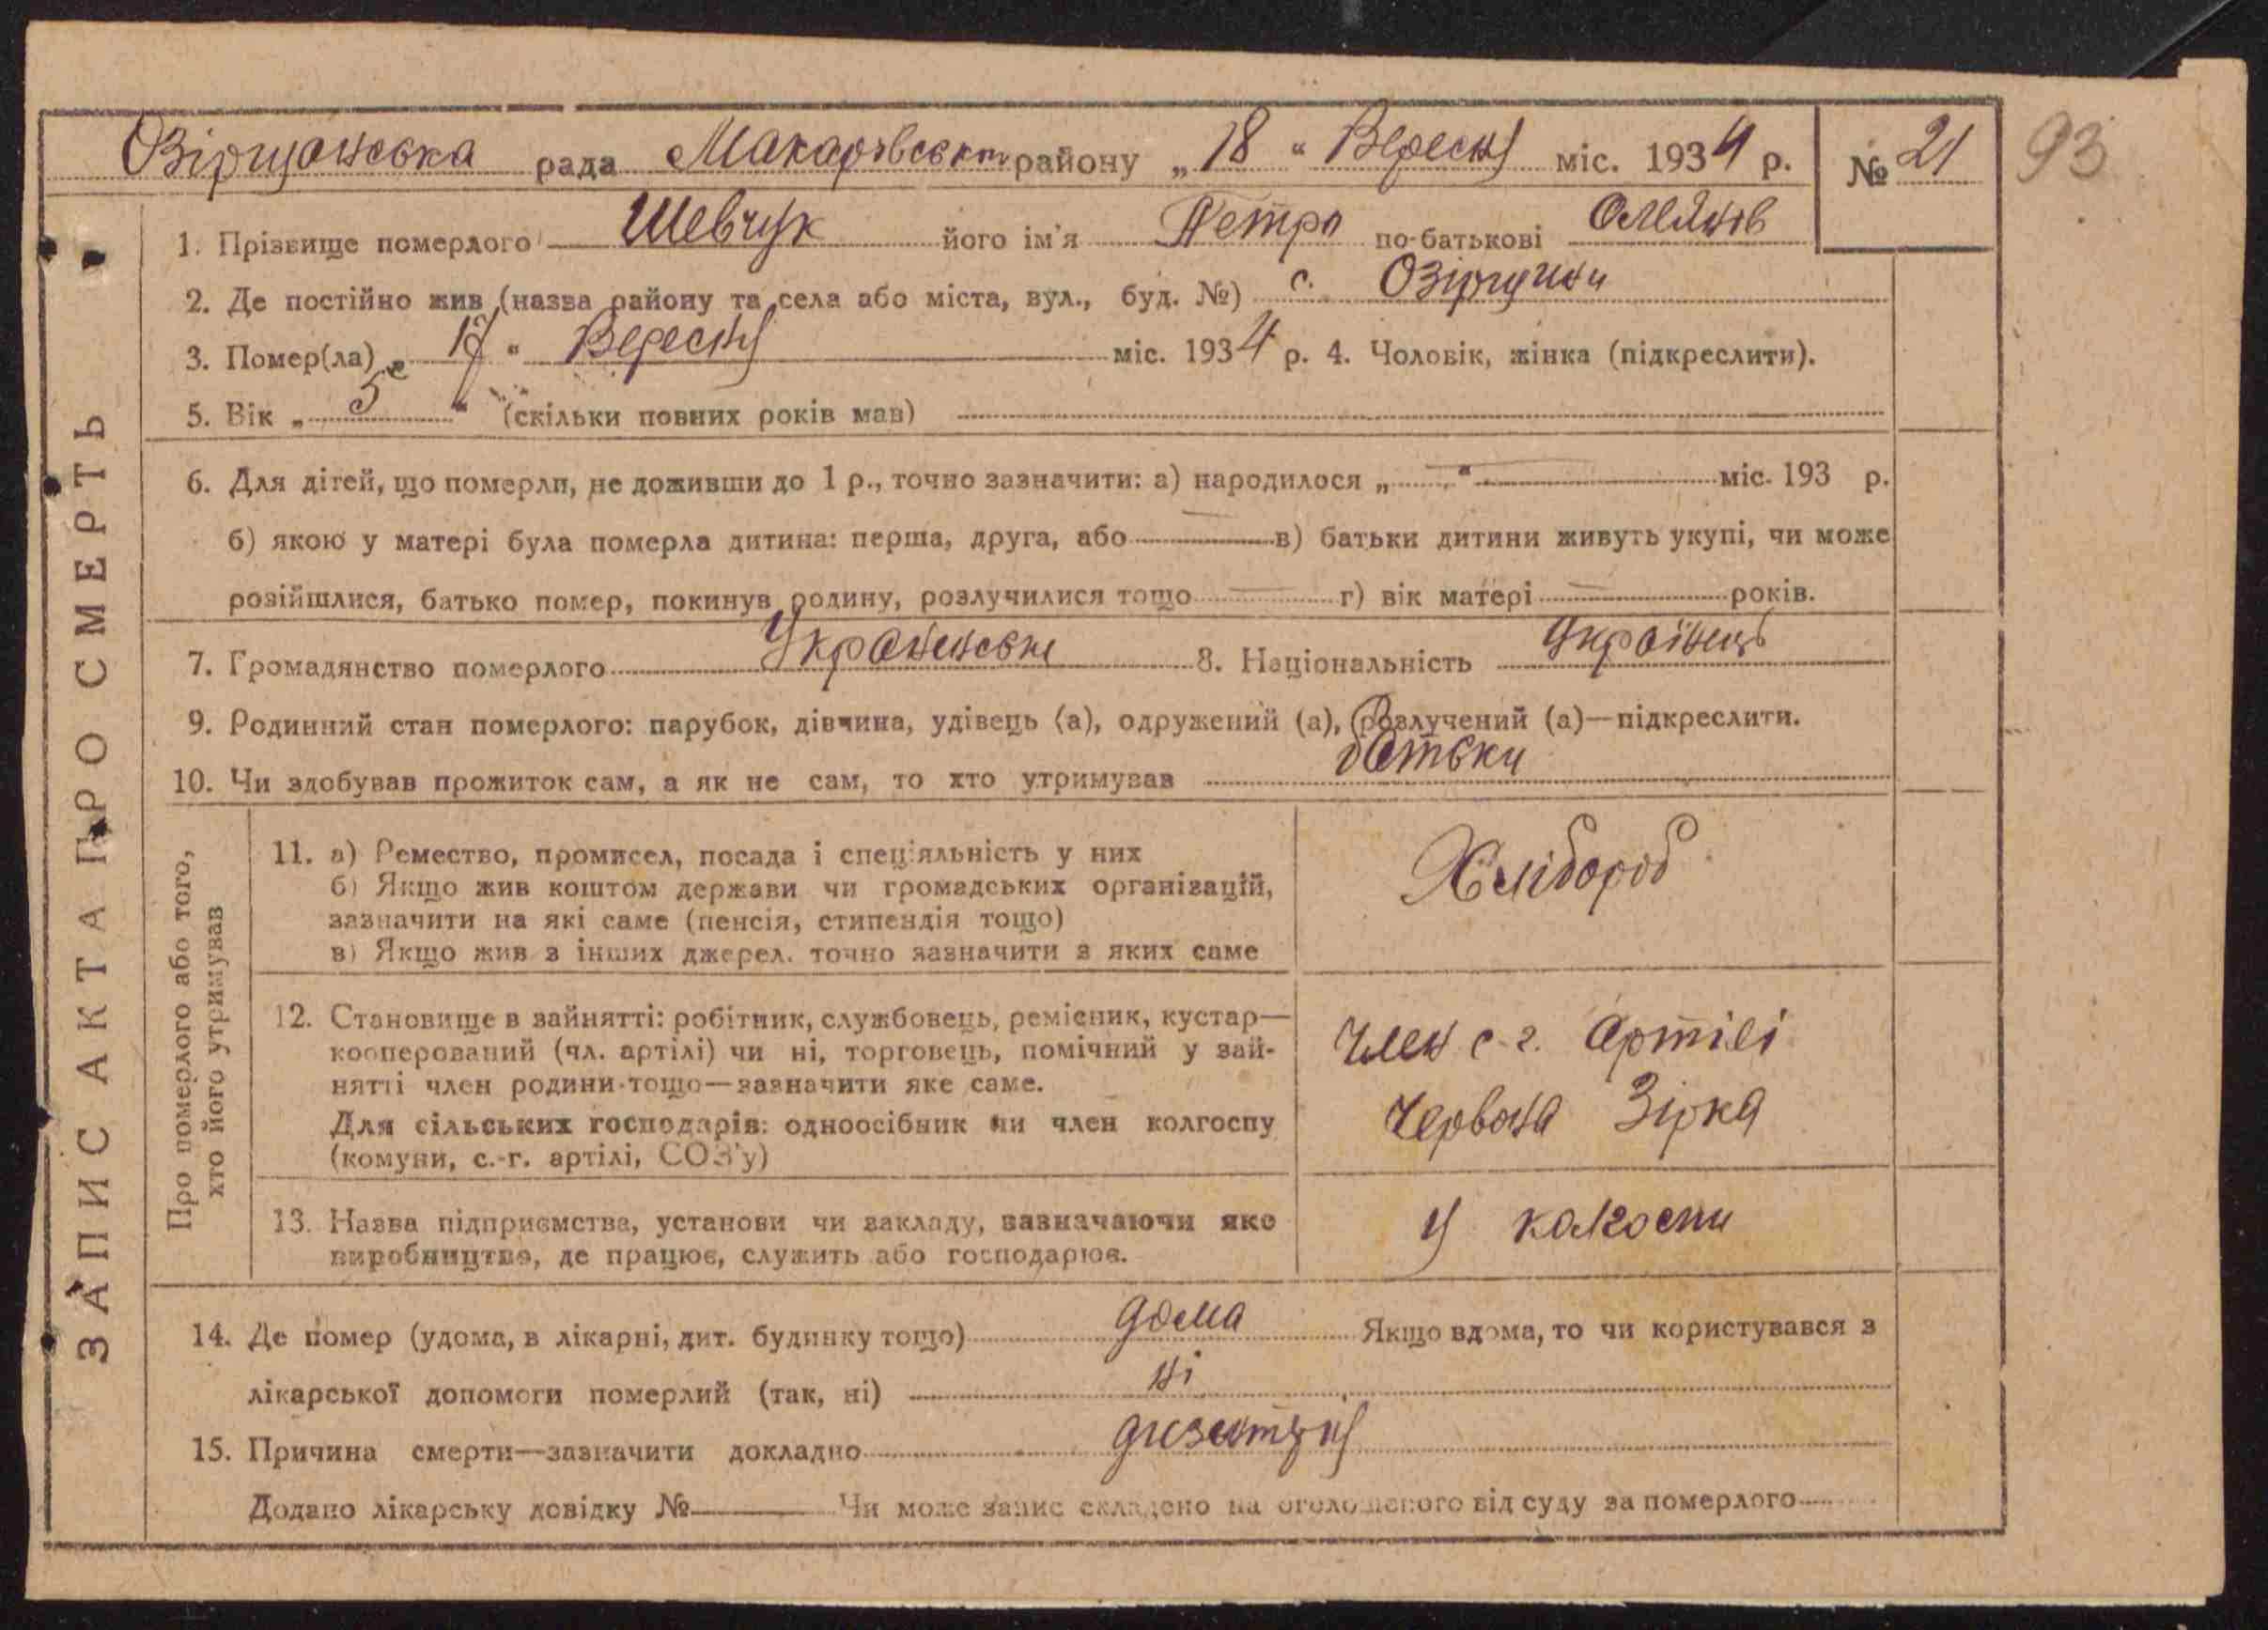 Озірщанська рада Макарівськ району „18" Вересня міс. 1934 р. № 21 93
1. Прізвище померлого Шевчук його ім'я Петро по-батькові
2. Де постійно жив (назва району та села або міста, вул., буд. №) с. Озірщини
3. Помер(ла) „17" Вересня міс. 1934 р. 4. Чоловік, жінка (підкреслити).
5. Вік „5" (скільки повних років мав)
6. Для дітей, що померли, не доживши до 1 р., точно зазначити: а) народилося „ — " — міс. 193 р.
б) якою у матері була померла дитина: перша, друга, або — в) батьки дитини живуть укупі, чи може
розійшлися, батько помер, покинув родину, розлучилися тощо — г) вік матері — років.
7. Громадянство померлого 8. Національність Українець
9. Родинний стан померлого: парубок, дівчина, удівець (а), одружений (а), розлучений (а)—підкреслити.
10. Чи здобував прожиток сам, а як не сам, то хто утримував батьки
ЗАПИС АКТА ПРО СМЕРТЬ
Про померлого або того,
хто його утримував
11. а) Ремество, промисел, посада і спеціяльність у них
б) Якщо жив коштом держави чи громадських організацій,
зазначити на які саме (пенсія, стипендія тощо)
в) Якщо жив з інших джерел. точно зазначити з яких саме
Хлібороб
12. Становище в зайнятті: робітник, службовець, ремісник, кустар—
кооперований (чл. артілі) чи ні, торговець, помічний у зай-
нятті член родини тощо—зазначити яке саме.
Для сільських господарів: одноосібник чи член колгоспу
(комуни, с.-г. артілі, СОЗ'у)
Член с-г. Артілі
Червона Зірка
13. Назва підприємства, установи чи закладу, зазначаючи яке
виробництво, де працює, служить або господарює.
У колгоспи
14. Де помер (удома, в лікарні, дит. будинку тощо) дома Якщо вдома, то чи користувався з
лікарської допомоги померлий (так, ні) ні
15. Причина смерти—зазначити докладно
Додано лікарську довідку № — Чи може запис складено на оголошеного від суду за померлого